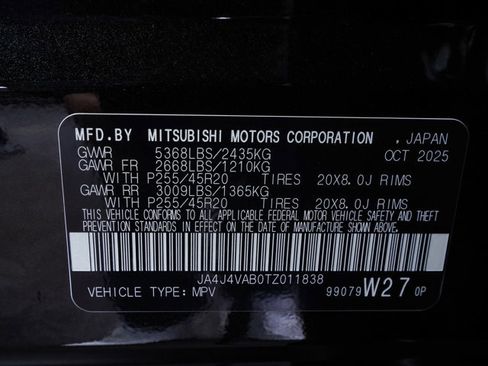 MFD.BY MITSUBISHI MOTORS CORPORATION , JAPAN
GVWR 5368LBS/2435KG OCT 2025
GAWR FR 2668LBS/1210KG
WITH P255/45R20 TIRES 20X8.0J RIMS
GAWR RR 3009LBS/1365KG
WITH P255/45R20 TIRES 20X8.0J RIMS
THIS VEHICLE CONFORMS TO ALL APPLICABLE FEDERAL MOTOR VEHICLE SAFETY AND THEFT
PREVENTION STANDARDS IN EFFECT ON THE DATE OF MANUFACTURE SHOWN ABOVE.
JA4J4VAB0TZ011838
VEHICLE TYPE: MPV 99079W270P